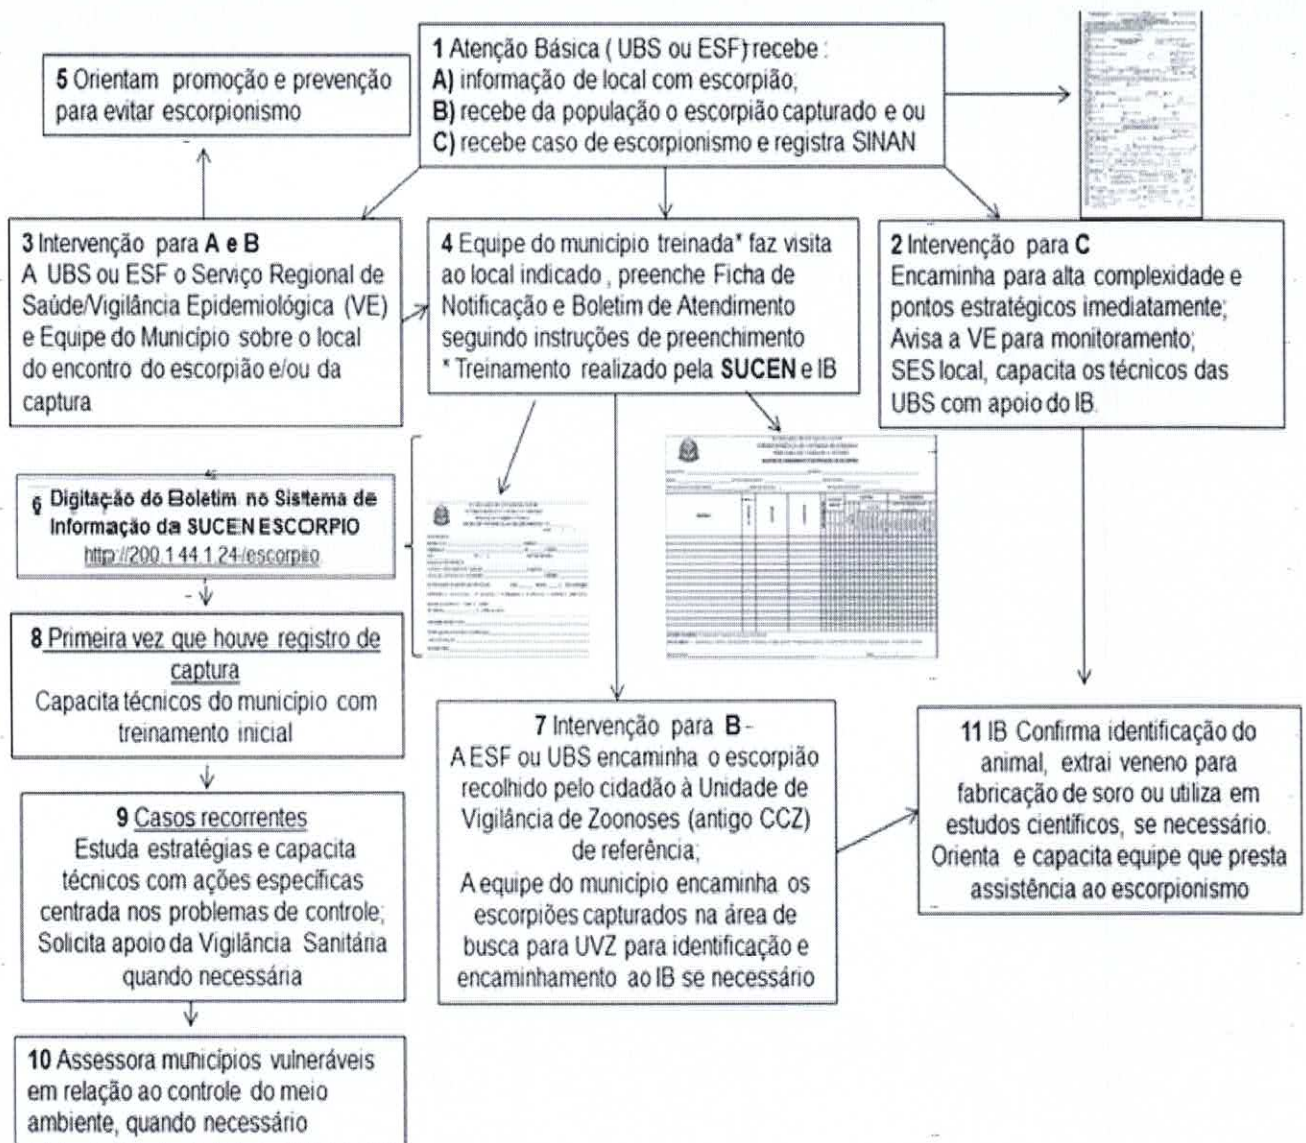 1 Atenção Básica ( UBS ou ESF) recebe :
A) informação de local com escorpião;
B) recebe da população o escorpião capturado e ou
C) recebe caso de escorpionismo e registra SINAN
5 Orientam promoção e prevenção
para evitar escorpionismo
3 Intervenção para A e B
A UBS ou ESF o Serviço Regional de
Saúde/Vigilância Epidemiológica (VE)
e Equipe do Município sobre o local
do encontro do escorpião e/ou da
captura
4 Equipe do município treinada* faz visita
ao local indicado , preenche Ficha de
Notificação e Boletim de Atendimento
seguindo instruções de preenchimento
* Treinamento realizado pela SUCEN e IB
2 Intervenção para C
Encaminha para alta complexidade e
pontos estratégicos imediatamente;
Avisa a VE para monitoramento;
SES local, capacita os técnicos das
UBS com apoio do IB.
6 Digitação do Boletim no Sistema de
Informação da SUCEN ESCORPIO
http://200.144.1.24-/escorpio
8 Primeira vez que houve registro de
captura
Capacita técnicos do município com
treinamento inicial
9 Casos recorrentes
Estuda estratégias e capacita
técnicos com ações específicas
centrada nos problemas de controle;
Solicita apoio da Vigilância Sanitária
quando necessária
10 Assessora municípios vulneráveis
em relação ao controle do meio
ambiente, quando necessário
7 Intervenção para B -
A ESF ou UBS encaminha o escorpião
recolhido pelo cidadão à Unidade de
Vigilância de Zoonoses (antigo CCZ)
de referência;
A equipe do município encaminha os
escorpiões capturados na área de
busca para UVZ para identificação e
encaminhamento ao IB se necessário
11 IB Confirma identificação do
animal, extrai veneno para
fabricação de soro ou utiliza em
estudos científicos, se necessário.
Orienta e capacita equipe que presta
assistência ao escorpionismo